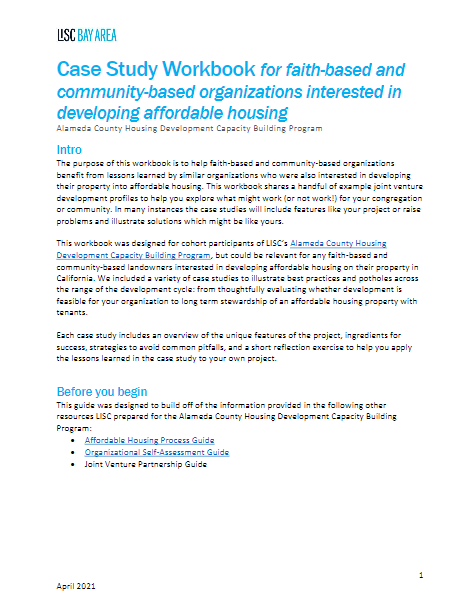 LISC BAY AREA
Case Study Workbook for faith-based and
community-based organizations interested in
developing affordable housing
Alameda County Housing Development Capacity Building Program
Intro
The purpose of this workbook is to help faith-based and community-based organizations
benefit from lessons learned by similar organizations who were also interested in developing
their property into affordable housing. This workbook shares a handful of example joint venture
development profiles to help you explore what might work (or not work!) for your congregation
or community. In many instances the case studies will include features like your project or raise
problems and illustrate solutions which might be like yours.
This workbook was designed for cohort participants of LISC's Alameda County Housing
Development Capacity Building Program, but could be relevant for any faith-based and
community-based landowners interested in developing affordable housing on their property in
California. We included a variety of case studies to illustrate best practices and potholes across
the range of the development cycle: from thoughtfully evaluating whether development is
feasible for your organization to long term stewardship of an affordable housing property with
tenants.
Each case study includes an overview of the unique features of the project, ingredients for
success, strategies to avoid common pitfalls, and a short reflection exercise to help you apply
the lessons learned in the case study to your own project.
Before you begin
This guide was designed to build off of the information provided in the following other
resources LISC prepared for the Alameda County Housing Development Capacity Building
Program:
• Affordable Housing Process Guide
• Organizational Self-Assessment Guide
• Joint Venture Partnership Guide
1
April 2021